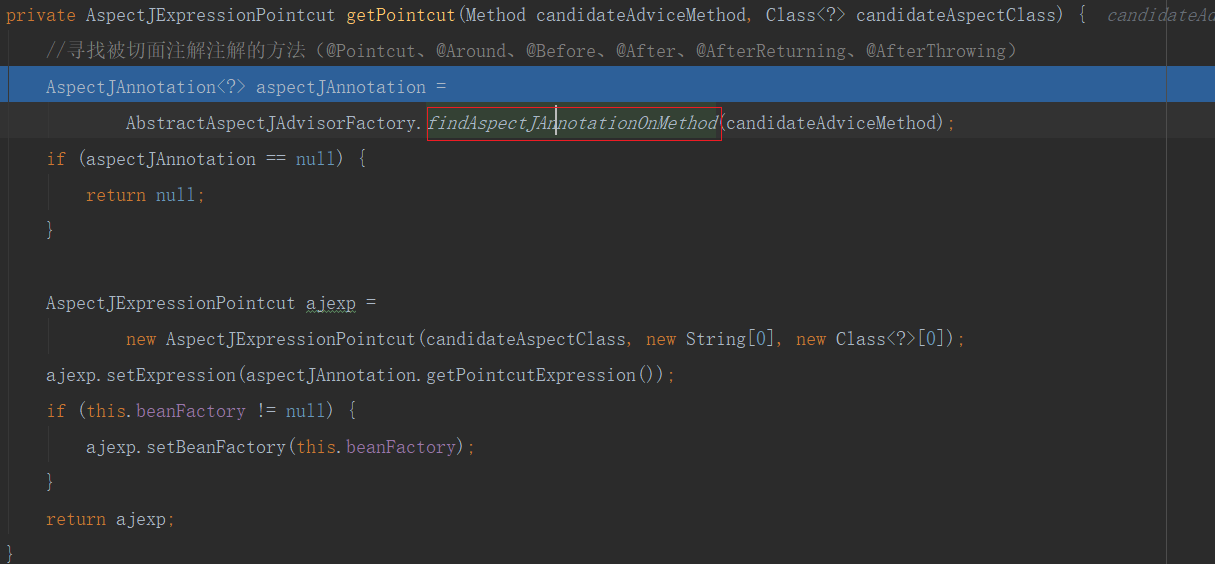 private AspectJExpressionPointcut getPointcut(Method candidateAdviceMethod, Class<?> candidateAspectClass) {
//寻找被切面注解注解的方法（@Pointcut、@Around、@Before、@After、@AfterReturning、@AfterThrowing）
AspectJAnnotation<?> aspectJAnnotation =
AbstractAspectJAdvisorFactory.findAspectJAnnotationOnMethod(candidateAdviceMethod);
if (aspectJAnnotation == null) {
return null;
}
AspectJExpressionPointcut ajexp =
new AspectJExpressionPointcut(candidateAspectClass, new String[0], new Class<?>[0]);
ajexp.setExpression(aspectJAnnotation.getPointcutExpression());
if (this.beanFactory != null) {
ajexp.setBeanFactory(this.beanFactory);
}
return ajexp;
}